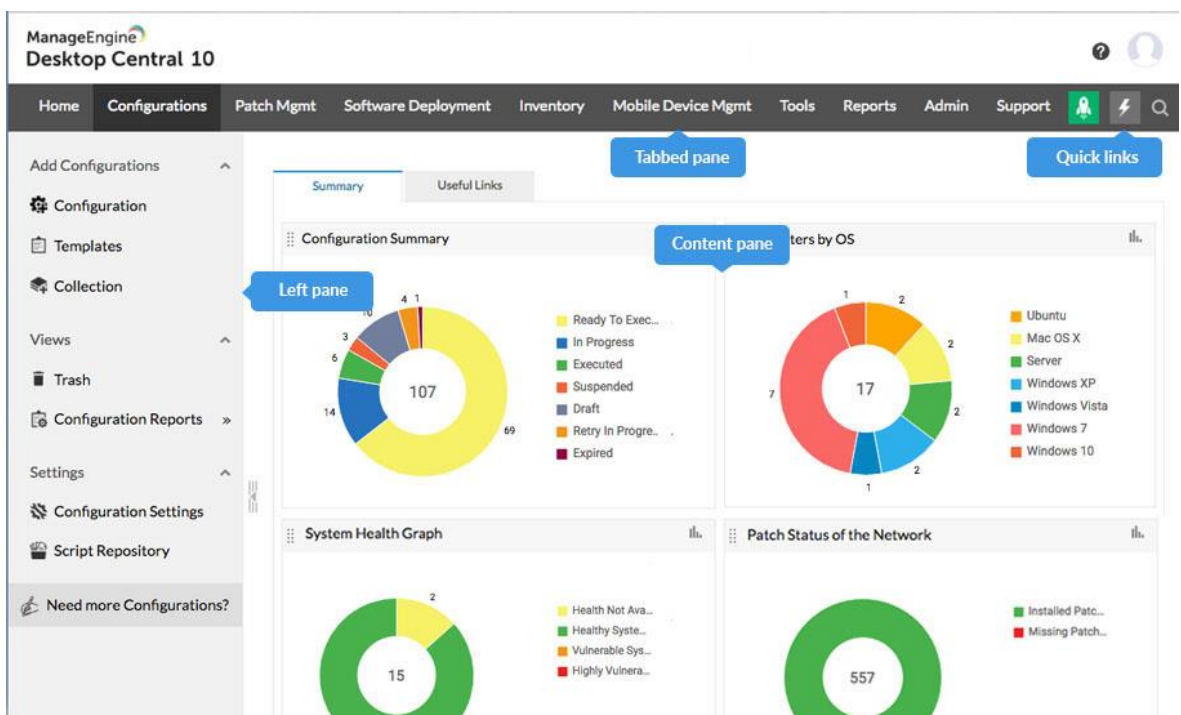 ManageEngine
Desktop Central 10
Home Configurations Patch Mgmt Software Deployment Inventory Mobile Device Mgmt Tools Reports Admin Support
Tabbed pane
Quick links
Add Configurations
Configuration
Templates
Collection
Views
Trash
Configuration Reports »
Settings
Configuration Settings
Script Repository
Need more Configurations?
Left pane
Summary Useful Links
Content pane
Configuration Summary
107
69
14
6
3
4 1
Ready To Exec...
In Progress
Executed
Suspended
Draft
Retry In Progre..
Expired
ters by OS
17
1
2
2
2
2
1
7
Ubuntu
Mac OS X
Server
Windows XP
Windows Vista
Windows 7
Windows 10
System Health Graph
2
15
Health Not Ava...
Healthy Syste...
Vulnerable Sys...
Highly Vulnera...
Patch Status of the Network
557
Installed Patc...
Missing Patch...